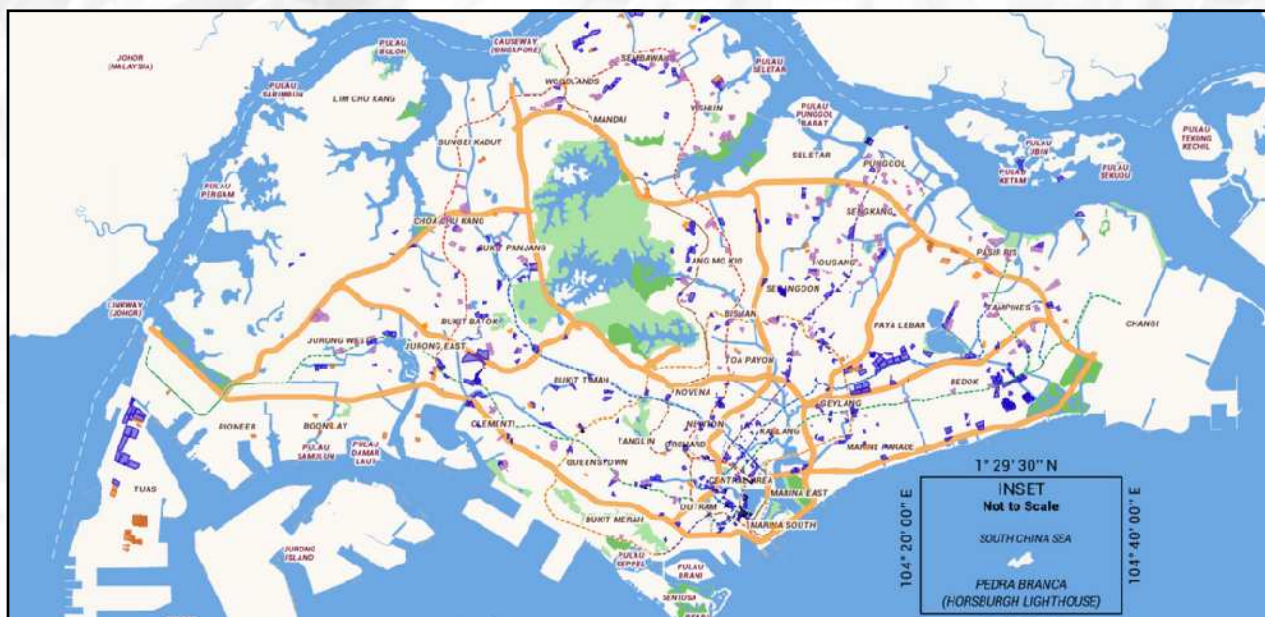 JOHOR
(MALAYSIA)
PULAU
BULOH
CAUSEWAY
(SINGAPORE)
SEMBAWANG
PULAU
SELETAR
WOODLANDS
PULAU
SARIMBUN
LIM CHU KANG
YISHUN
MANDAI
PULAU
PUNGGOL
BARAT
PULAU
TEKONG
KECHIL
SUNGEI KADUT
PULAU
UBIN
SELETAR
PUNGGOL
PULAU
KETAM
PULAU
SEKUDU
PULAU
PERGAM
CHOA CHU KANG
SENGKANG
BUKIT PANJANG
ANG MO KIO
HOUGANG
PASIR RIS
SERANGOON
LINKWAY
(JOHOR)
TAMPINES
BUKIT BATOK
BISHAN
PAYA LEBAR
CHANGI
JURONG WEST
JURONG EAST
TOA PAYOH
BUKIT TIMAH
BEDOK
NOVENA
GEYLANG
PIONEER
BOON LAY
CLEMENTI
NEWTON
KALLANG
PULAU
SAMULUN
PULAU
DAMAR
LAUT
TANGLIN
ORCHARD
MARINE PARADE
QUEENSTOWN
1° 29' 30" N
CENTRAL AREA
TUAS
MARINA EAST
OUTRAM
BUKIT MERAH
MARINA SOUTH
INSET
Not to Scale
SOUTH CHINA SEA
PEDRA BRANCA
(HORSBURGH LIGHTHOUSE)
104° 20' 00" E
104° 40' 00" E
JURONG
ISLAND
PULAU
KEPPEL
PULAU
BRANI
SENTOSA